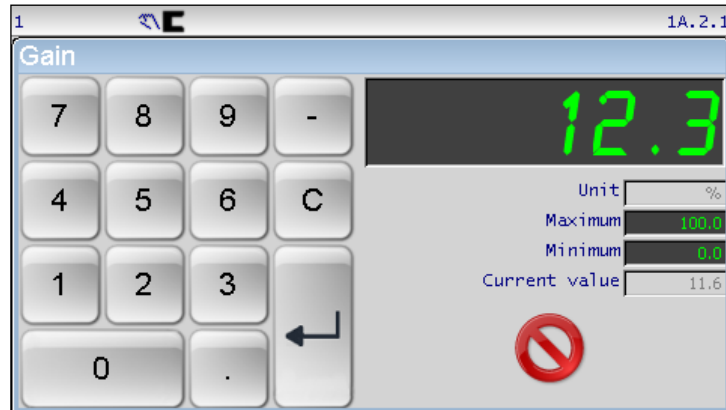 1 1A.2.1
Gain
7 8 9 -
12.3
4 5 6 C
Unit %
Maximum 100.0
Minimum 0.0
1 2 3
Current value 11.6
0 .